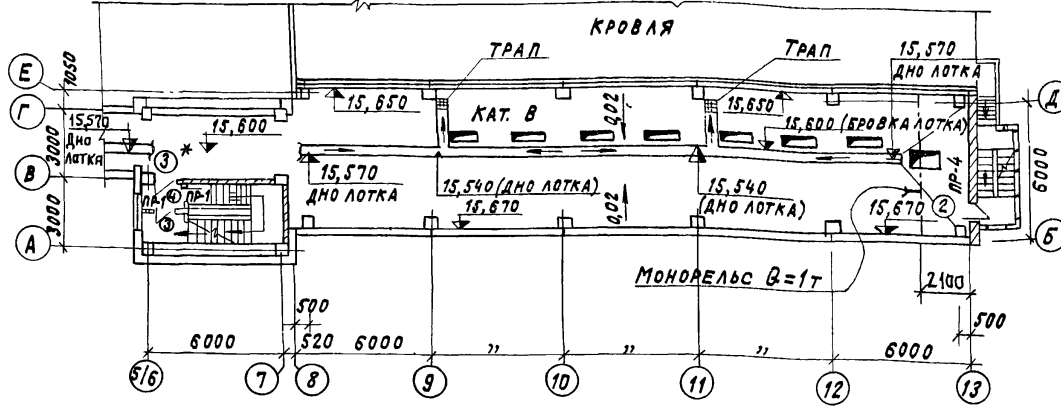 КРОВЛЯ
ТРАП
ТРАП
15,570
ДНО ЛОТКА
Е
Г
В
А
1050
3000
3000
15,570
ДНО
ЛОТКА
15,600
3
*
ПР-1
4
ПР-1
3
15,650
КАТ. В
0,02
15,650
15,600 (БРОВКА ЛОТКА)
Д
6000
Б
ПР-4
15,570
ДНО ЛОТКА
15,540 (ДНО ЛОТКА)
15,670
0,02
15,540
(ДНО ЛОТКА)
15,670
2
МОНОРЕЛЬС Q=1т
2100
500
500
6000
520
6000
"
"
"
6000
5/6
7
8
9
10
11
12
13